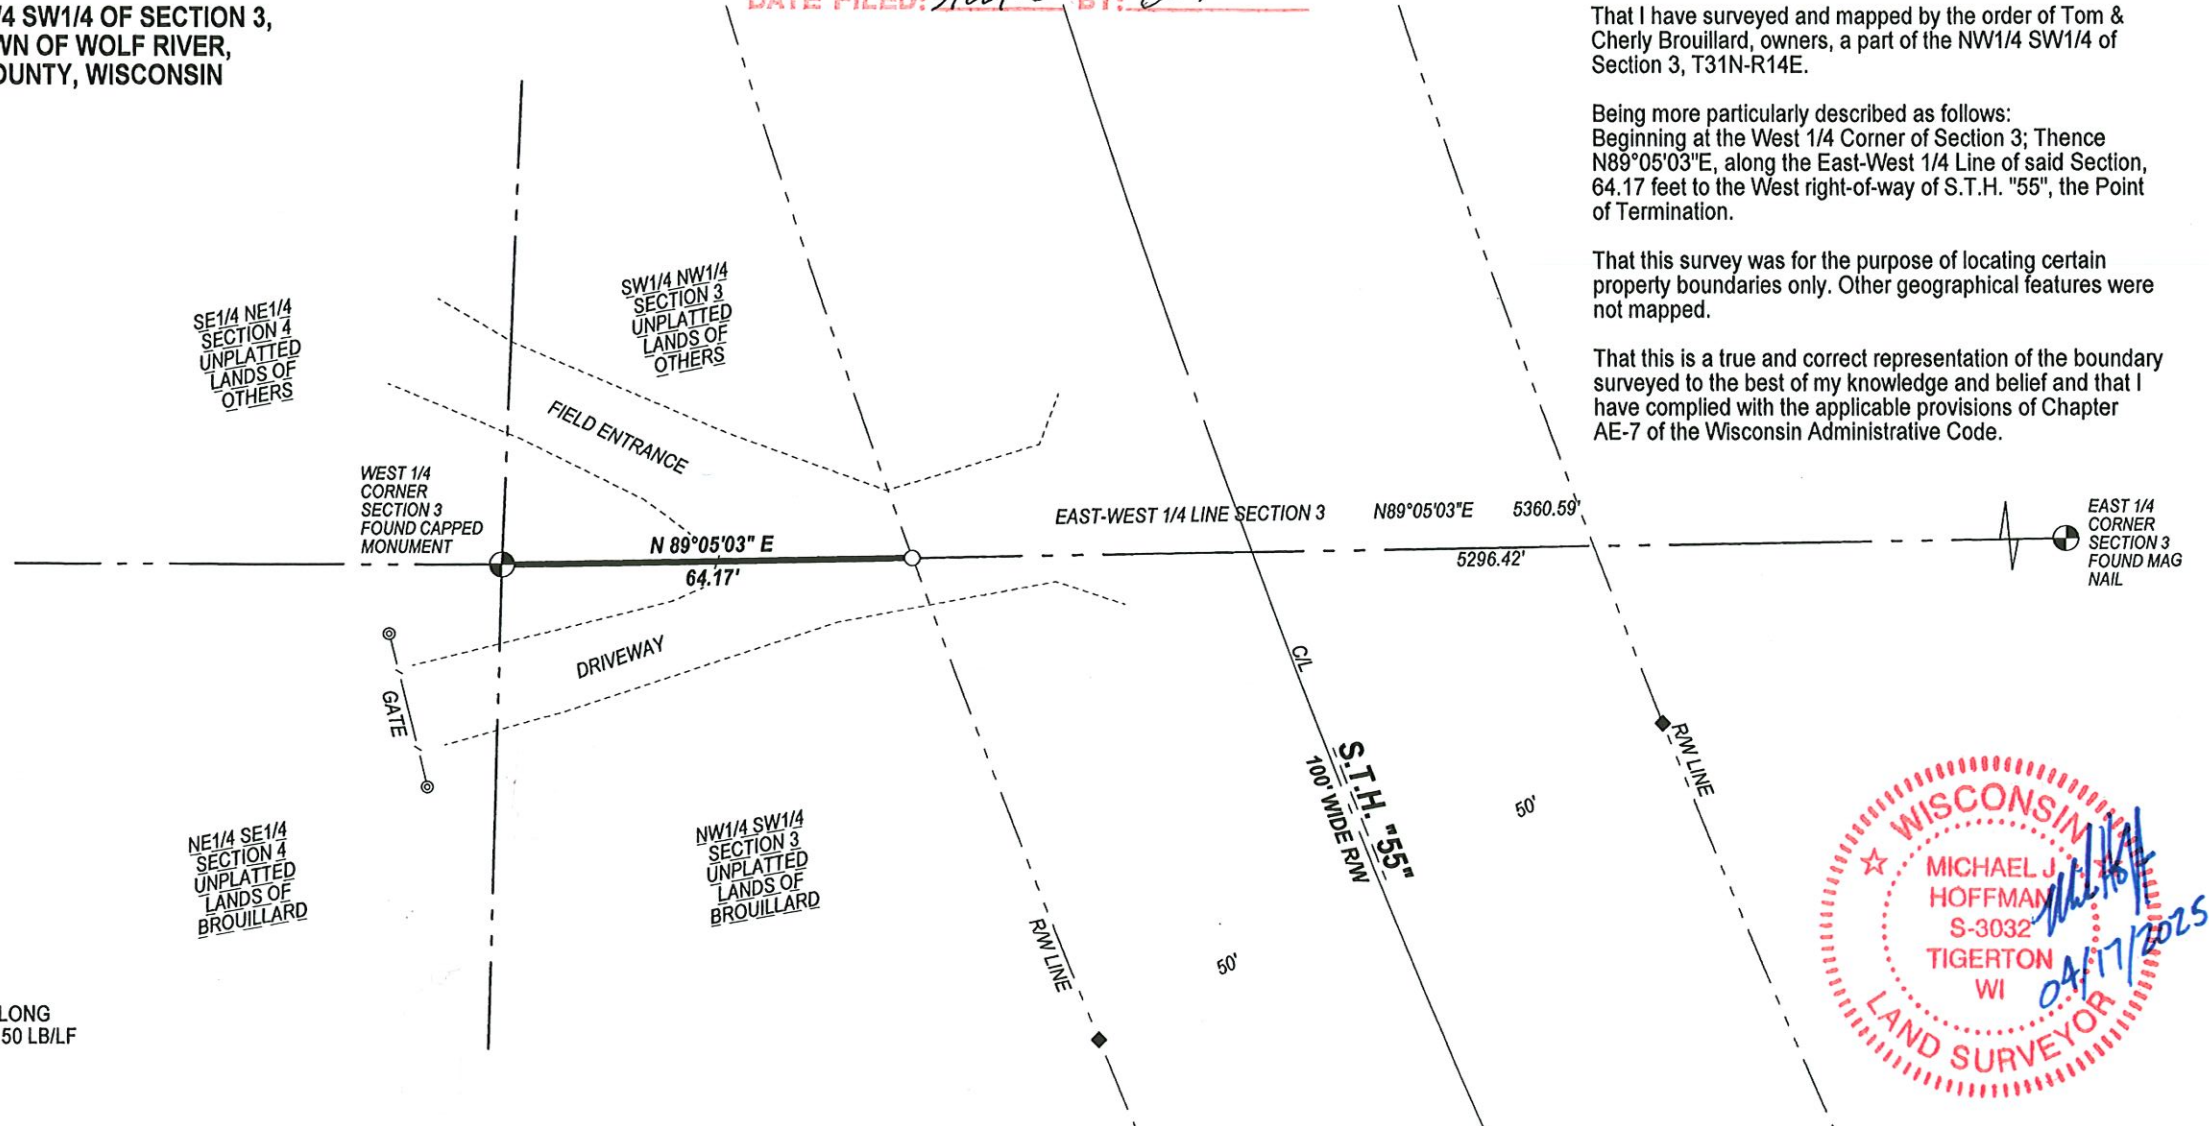 /4 SW1/4 OF SECTION 3,
WN OF WOLF RIVER,
OUNTY, WISCONSIN
DATE FILED: BY:
That I have surveyed and mapped by the order of Tom &
Cherly Brouillard, owners, a part of the NW1/4 SW1/4 of
Section 3, T31N-R14E.
Being more particularly described as follows:
Beginning at the West 1/4 Corner of Section 3; Thence
N89°05'03"E, along the East-West 1/4 Line of said Section,
64.17 feet to the West right-of-way of S.T.H. "55", the Point
of Termination.
That this survey was for the purpose of locating certain
property boundaries only. Other geographical features were
not mapped.
That this is a true and correct representation of the boundary
surveyed to the best of my knowledge and belief and that I
have complied with the applicable provisions of Chapter
AE-7 of the Wisconsin Administrative Code.
SE1/4 NE1/4
SECTION 4
UNPLATTED
LANDS OF
OTHERS
SW1/4 NW1/4
SECTION 3
UNPLATTED
LANDS OF
OTHERS
FIELD ENTRANCE
WEST 1/4
CORNER
SECTION 3
FOUND CAPPED
MONUMENT
N 89°05'03" E
64.17'
EAST-WEST 1/4 LINE SECTION 3
N89°05'03"E
5360.59'
5296.42'
EAST 1/4
CORNER
SECTION 3
FOUND MAG
NAIL
DRIVEWAY
GATE
C/L
S.T.H. "55"
100' WIDE R/W
R/W LINE
50'
NE1/4 SE1/4
SECTION 4
UNPLATTED
LANDS OF
BROUILLARD
NW1/4 SW1/4
SECTION 3
UNPLATTED
LANDS OF
BROUILLARD
R/W LINE
50'
LONG
50 LB/LF
WISCONSIN
MICHAEL J
HOFFMAN
S-3032
TIGERTON
WI
LAND SURVEYOR
04/17/2025